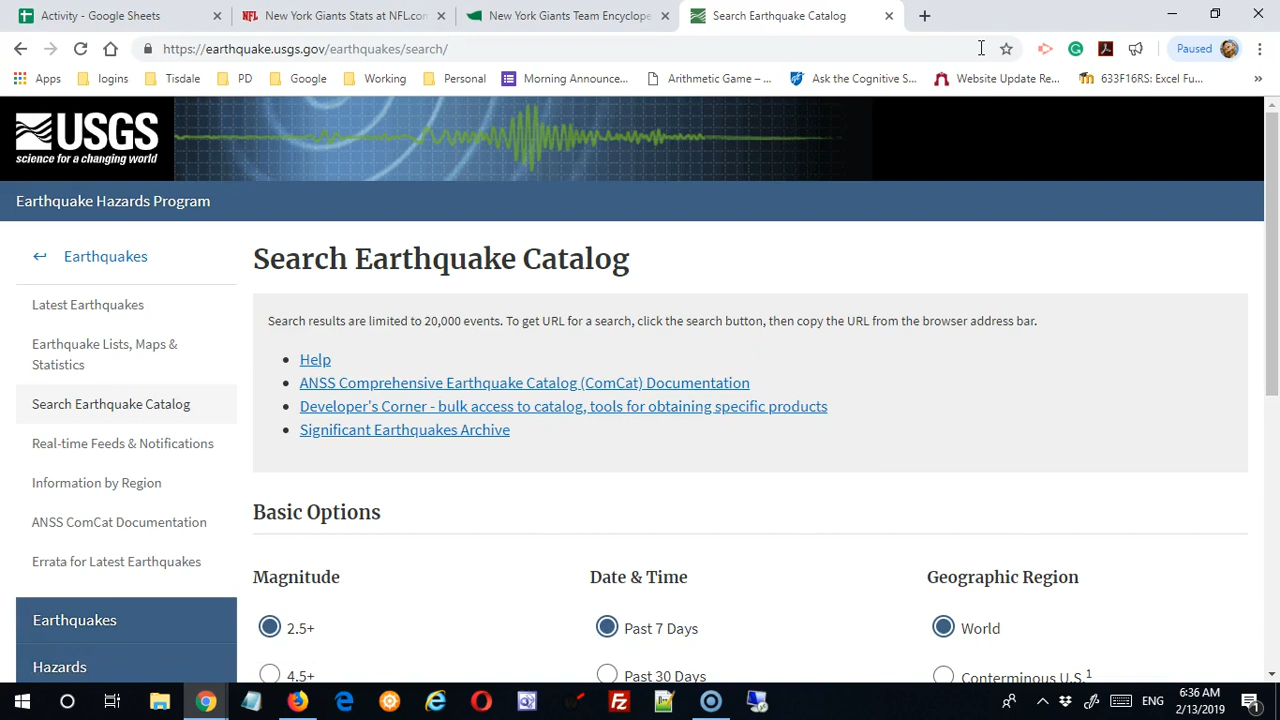 Activity - Google Sheets
New York Giants Stats at NFL.com
New York Giants Team Encyclope
Search Earthquake Catalog
https://earthquake.usgs.gov/earthquakes/search/
Paused
Apps
logins
Tisdale
PD
Google
Working
Personal
Morning Announce...
Arithmetic Game – ...
Ask the Cognitive S...
Website Update Re...
633F16RS: Excel Fu...
»
USGS
science for a changing world
Earthquake Hazards Program
Earthquakes
Latest Earthquakes
Earthquake Lists, Maps &
Statistics
Search Earthquake Catalog
Real-time Feeds & Notifications
Information by Region
ANSS ComCat Documentation
Errata for Latest Earthquakes
Earthquakes
Hazards
Search Earthquake Catalog
Search results are limited to 20,000 events. To get URL for a search, click the search button, then copy the URL from the browser address bar.
• Help
• ANSS Comprehensive Earthquake Catalog (ComCat) Documentation
• Developer's Corner - bulk access to catalog, tools for obtaining specific products
• Significant Earthquakes Archive
Basic Options
Magnitude
2.5+
4.5+
Date & Time
Past 7 Days
Past 30 Days
Geographic Region
World
Conterminous U.S.1
ENG
6:36 AM
2/13/2019